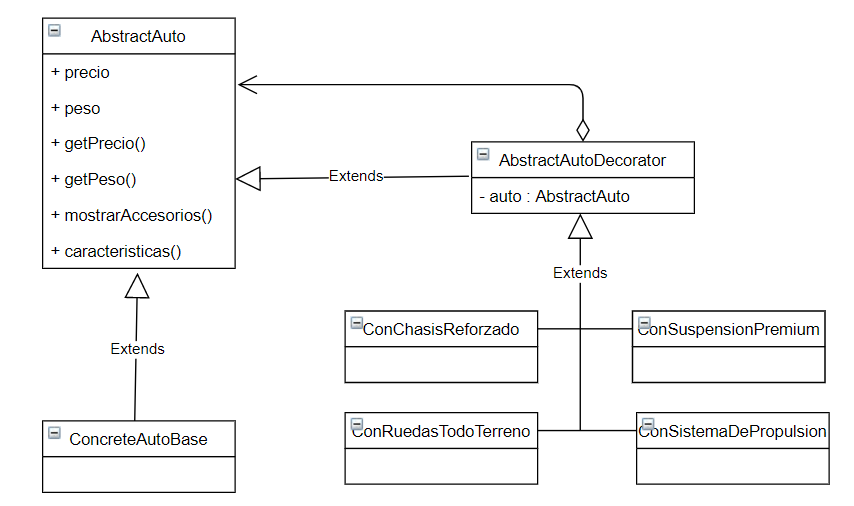 AbstractAuto
+ precio
+ peso
+ getPrecio()
+ getPeso()
+ mostrarAccesorios()
+ caracteristicas()
Extends
AbstractAutoDecorator
- auto : AbstractAuto
Extends
ConChasisReforzado
ConSuspensionPremium
Extends
ConRuedasTodoTerreno
ConSistemaDePropulsion
ConcreteAutoBase